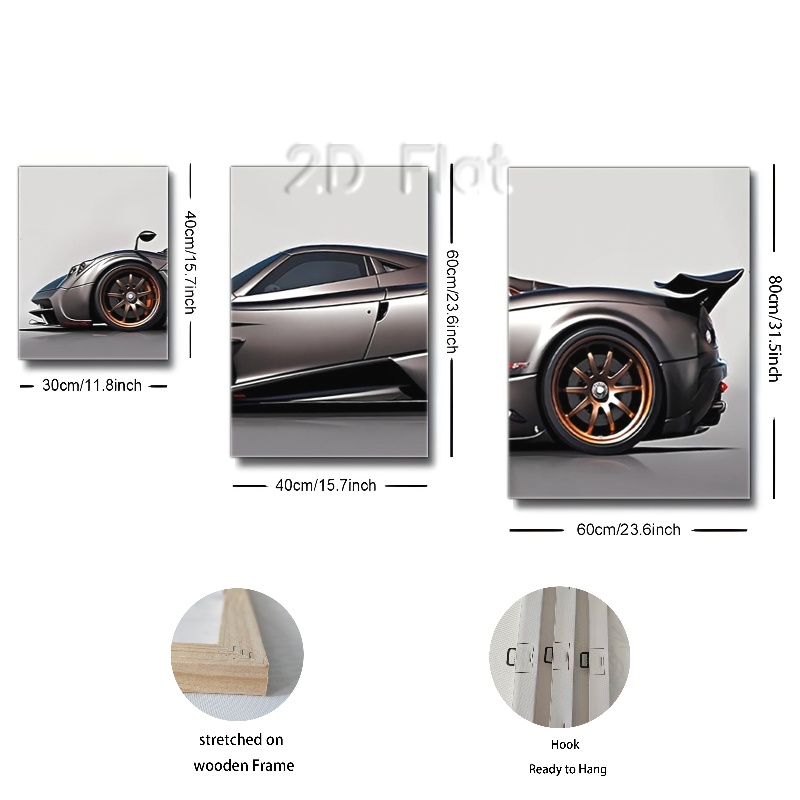 2D Flat
40cm/15.7inch
30cm/11.8inch
60cm/23.6inch
40cm/15.7inch
80cm/31.5inch
60cm/23.6inch
stretched on
wooden Frame
Hook
Ready to Hang